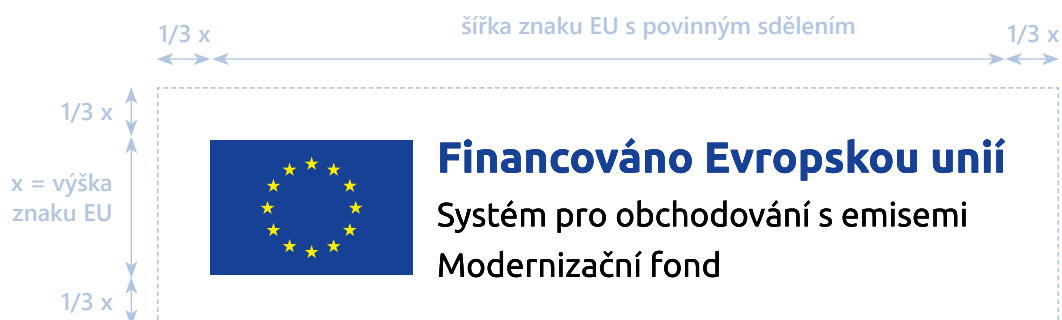 1/3 x
šířka znaku EU s povinným sdělením
1/3 x
1/3 x
x = výška
znaku EU
Financováno Evropskou unií
Systém pro obchodování s emisemi
Modernizační fond
1/3 x